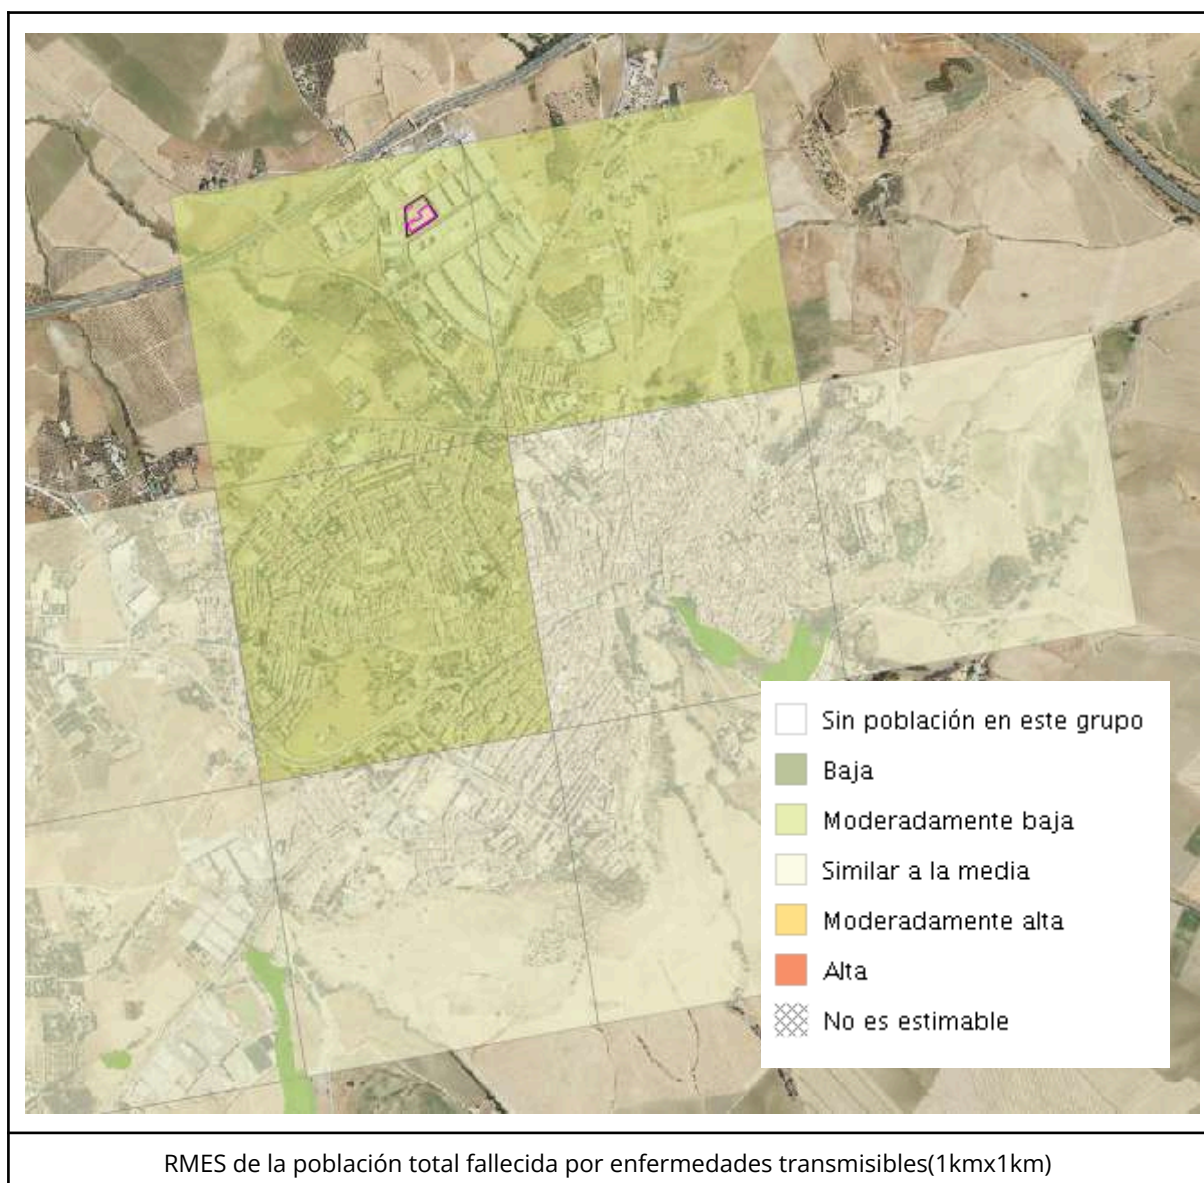 Sin población en este grupo
Baja
Moderadamente baja
Similar a la media
Moderadamente alta
Alta
No es estimable
RMES de la población total fallecida por enfermedades transmisibles(1kmx1km)